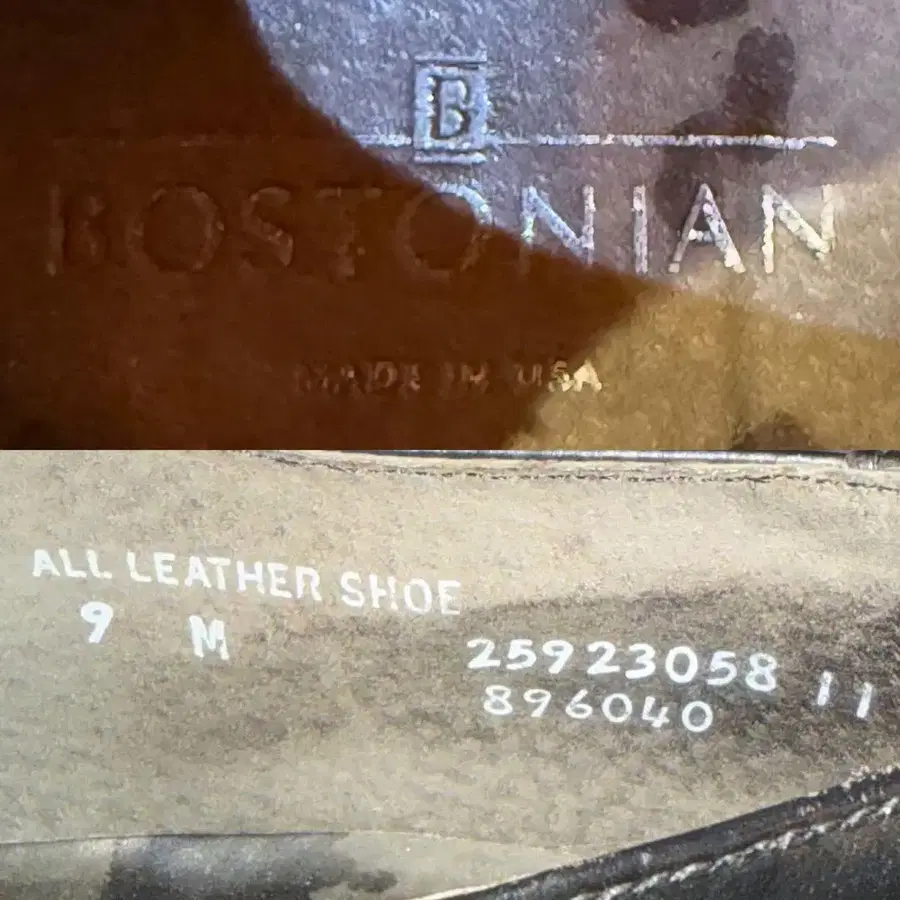 B
BOSTONIAN
MADE IN USA
ALL LEATHER SHOE
9 M
25923058 11
896040